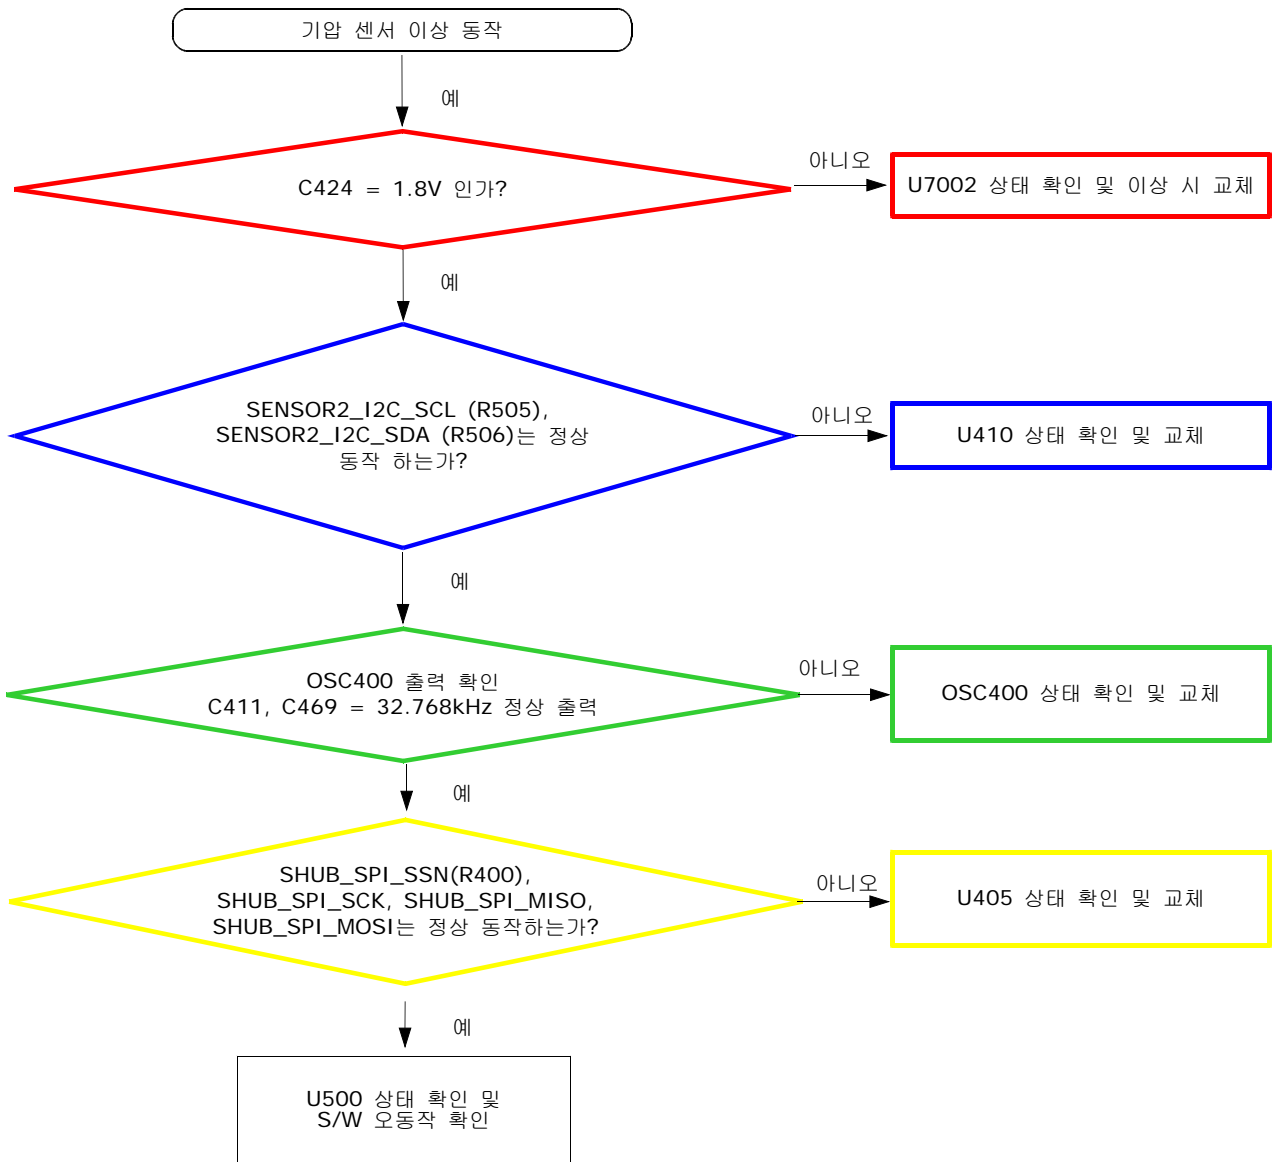 기압 센서 이상 동작
예
C424 = 1.8V 인가?
아니오
U7002 상태 확인 및 이상 시 교체
예
SENSOR2_I2C_SCL (R505),
SENSOR2_I2C_SDA (R506)는 정상
동작 하는가?
아니오
U410 상태 확인 및 교체
예
OSC400 출력 확인
C411, C469 = 32.768kHz 정상 출력
아니오
OSC400 상태 확인 및 교체
예
SHUB_SPI_SSN(R400),
SHUB_SPI_SCK, SHUB_SPI_MISO,
SHUB_SPI_MOSI는 정상 동작하는가?
아니오
U405 상태 확인 및 교체
예
U500 상태 확인 및
S/W 오동작 확인